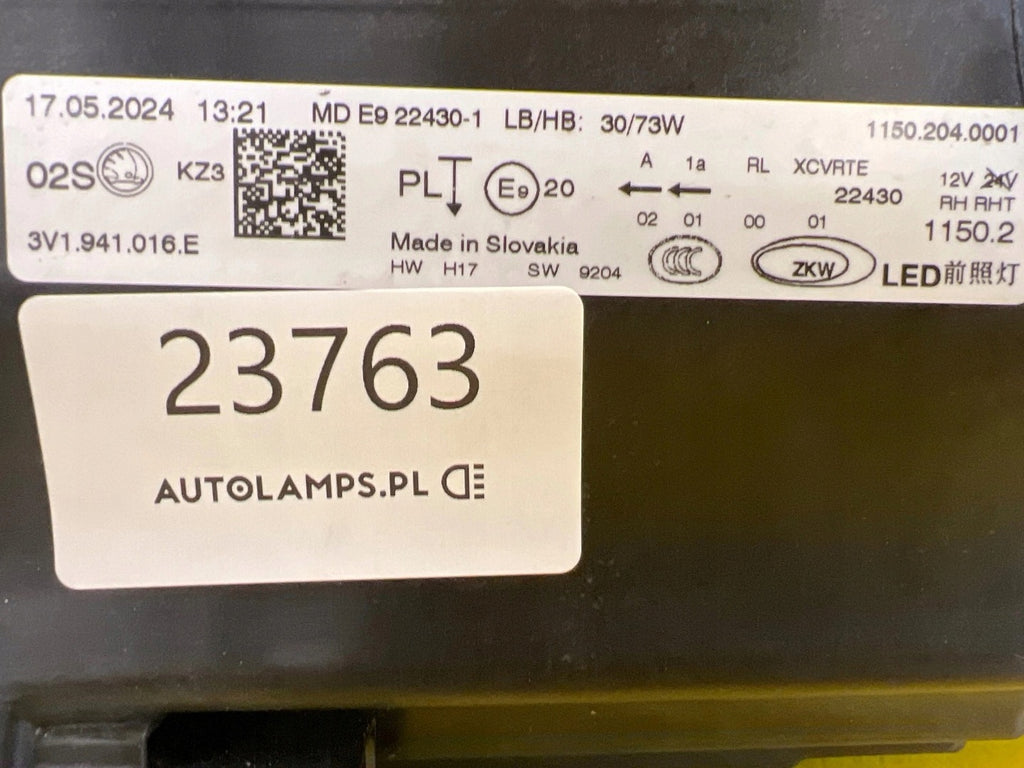 17.05.2024 13:21 MD E9 22430-1 LB/HB: 30/73W 1150.204.0001
02S KZ3 PL E9 20 A 1a RL XCVRTE 12V 24V
22430 RH RHT
02 01 00 01 1150.2
3V1.941.016.E Made in Slovakia CCC ZKW LED前照灯
HW H17 SW 9204
23763
AUTOLAMPS.PL